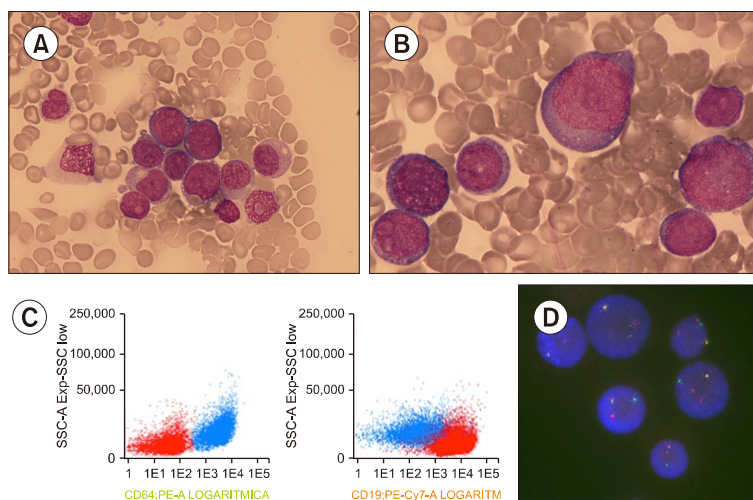 A
B
C
SSC-A Exp-SSC low
250,000
100,000
50,000
1 1E1 1E2 1E3 1E4 1E5
CD64;PE-A LOGARITMICA
SSC-A Exp-SSC low
250,000
100,000
50,000
1 1E1 1E2 1E3 1E4 1E5
CD19;PE-Cy7-A LOGARITM
D